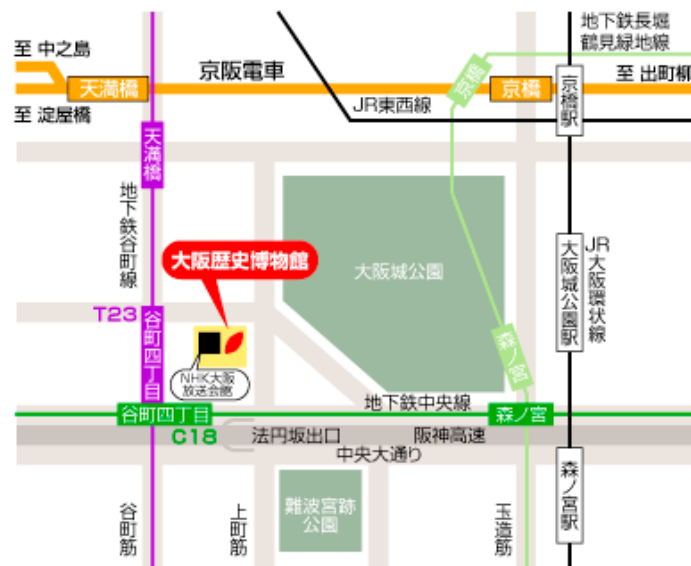 地下鉄長堀
鶴見緑地線
至 中之島
京阪電車
至 出町柳
天満橋
京橋
京橋
京橋駅
至 淀屋橋
JR東西線
天満橋
地下鉄谷町線
大阪歴史博物館
大阪城公園
大阪城公園駅
JR大阪環状線
T23
谷町四丁目
NHK大阪
放送会館
森ノ宮
地下鉄中央線
谷町四丁目
森ノ宮
C18
法円坂出口
阪神高速
中央大通り
森ノ宮駅
谷町筋
上町筋
難波宮跡
公園
玉造筋